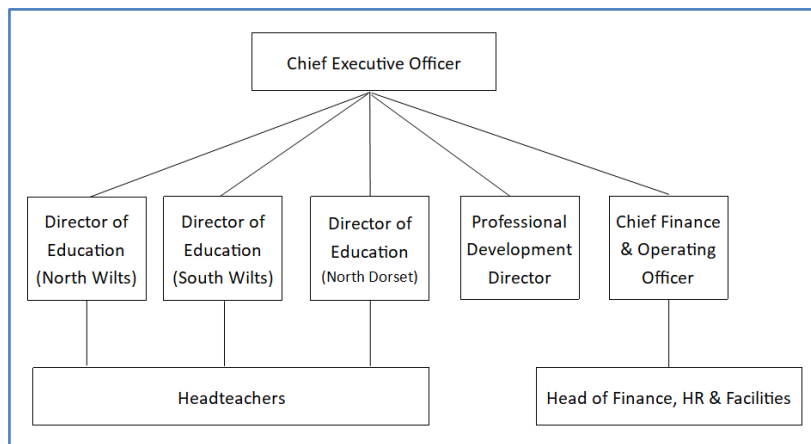 Chief Executive Officer
Director of
Education
(North Wilts)
Director of
Education
(South Wilts)
Director of
Education
(North Dorset)
Professional
Development
Director
Chief Finance
& Operating
Officer
Headteachers
Head of Finance, HR & Facilities